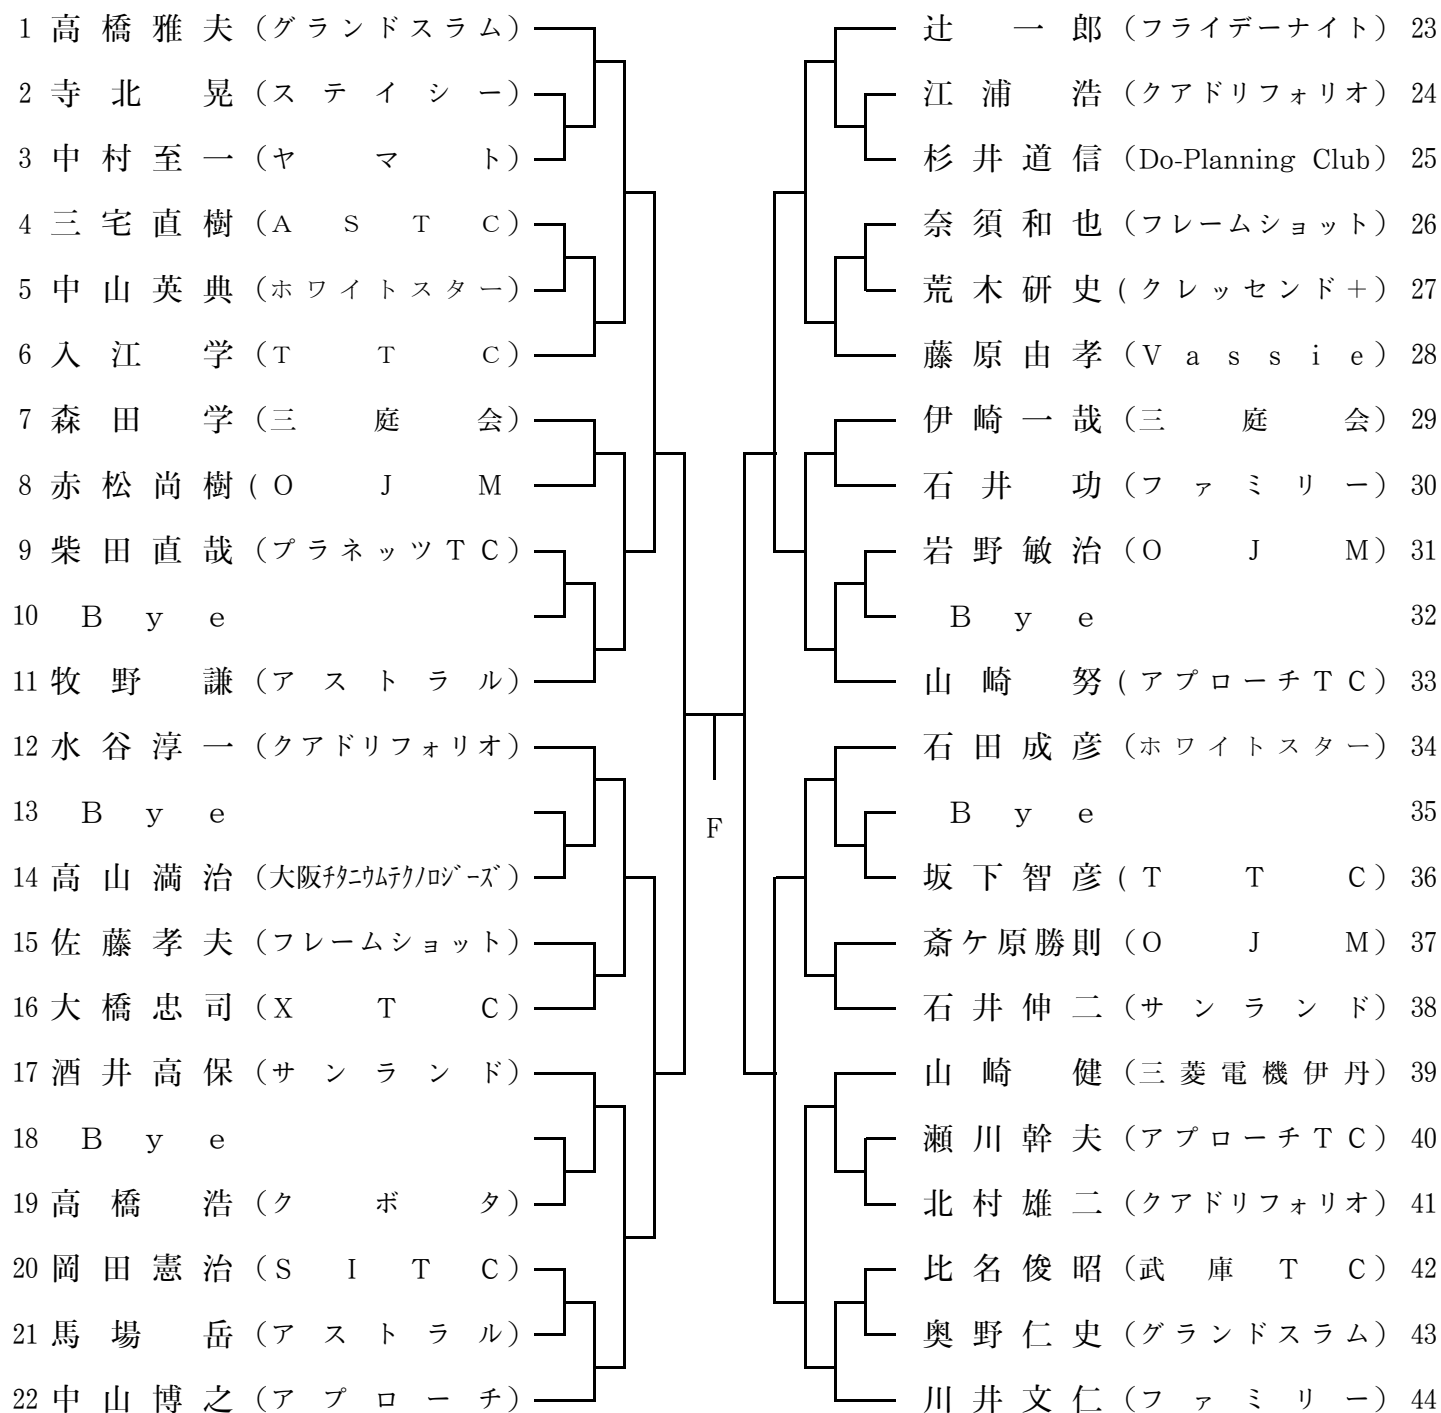 1 高橋雅夫(グランドスラム)
2 寺北 晃(ステイシー)
3 中村至一(ヤマト)
4 三宅直樹(ASTC)
5 中山英典(ホワイトスター)
6 入江 学(TTC)
7 森田 学(三庭会)
8 赤松尚樹(OJM
9 柴田直哉(プラネッツTC)
10 Bye
11 牧野 謙(アストラル)
12 水谷淳一(クアドリフォリオ)
13 Bye
14 高山満治(大阪ﾁﾀﾆｳﾑﾃｸﾉﾛｼﾞｰｽﾞ)
15 佐藤孝夫(フレームショット)
16 大橋忠司(XTC)
17 酒井高保(サンランド)
18 Bye
19 高橋 浩(クボタ)
20 岡田憲治(SITC)
21 馬場 岳(アストラル)
22 中山博之(アプローチ)
F
辻 一郎(フライデーナイト) 23
江浦 浩(クアドリフォリオ) 24
杉井道信(Do-Planning Club) 25
奈須和也(フレームショット) 26
荒木研史(クレッセンド+) 27
藤原由孝(Vassie) 28
伊崎一哉(三庭会) 29
石井 功(ファミリー) 30
岩野敏治(OJM) 31
Bye 32
山崎 努(アプローチTC) 33
石田成彦(ホワイトスター) 34
Bye 35
坂下智彦(TTC) 36
斎ケ原勝則(OJM) 37
石井伸二(サンランド) 38
山崎 健(三菱電機伊丹) 39
瀬川幹夫(アプローチTC) 40
北村雄二(クアドリフォリオ) 41
比名俊昭(武庫TC) 42
奥野仁史(グランドスラム) 43
川井文仁(ファミリー) 44